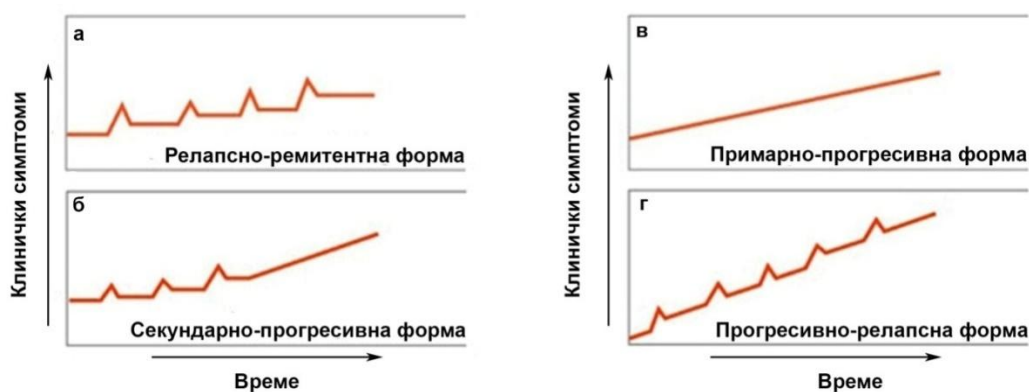 а
Клинички симптоми
Релапсно-ремитентна форма
б
Секундарно-прогресивна форма
Време
в
Клинички симптоми
Примарно-прогресивна форма
г
Прогресивно-релапсна форма
Време